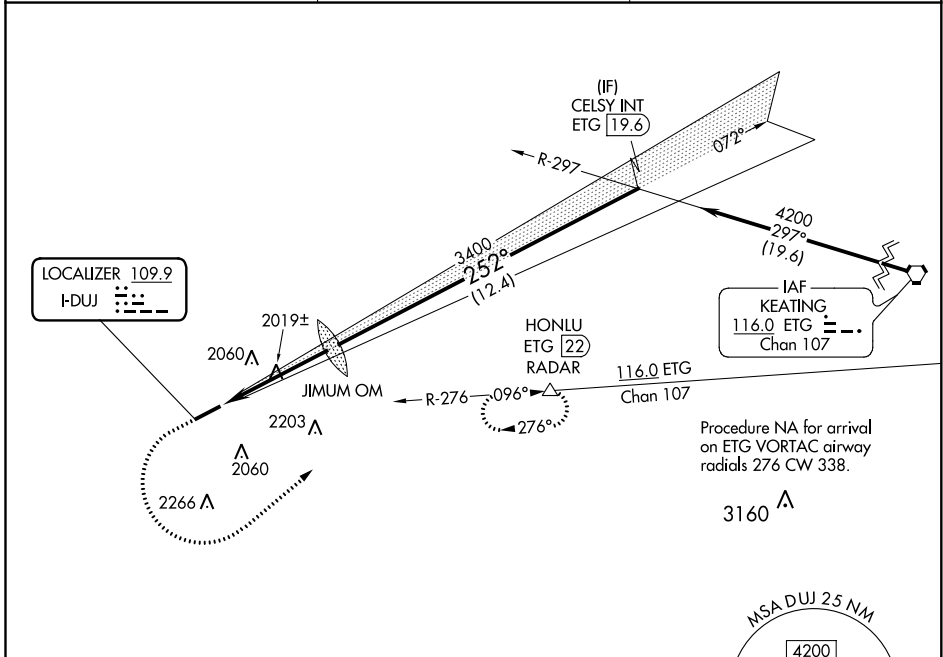 (IF)
CELSY INT
ETG 19.6
072°
R-297
4200
297°
(19.6)
3400
252°
(12.4)
LOCALIZER 109.9
I-DUJ
IAF
KEATING
116.0 ETG
Chan 107
2019±
2060
JIMUM OM
HONLU
ETG 22
RADAR
116.0 ETG
Chan 107
R-276
096°
276°
2203
2060
2266
Procedure NA for arrival
on ETG VORTAC airway
radials 276 CW 338.
3160
MSA DUJ 25 NM
4200